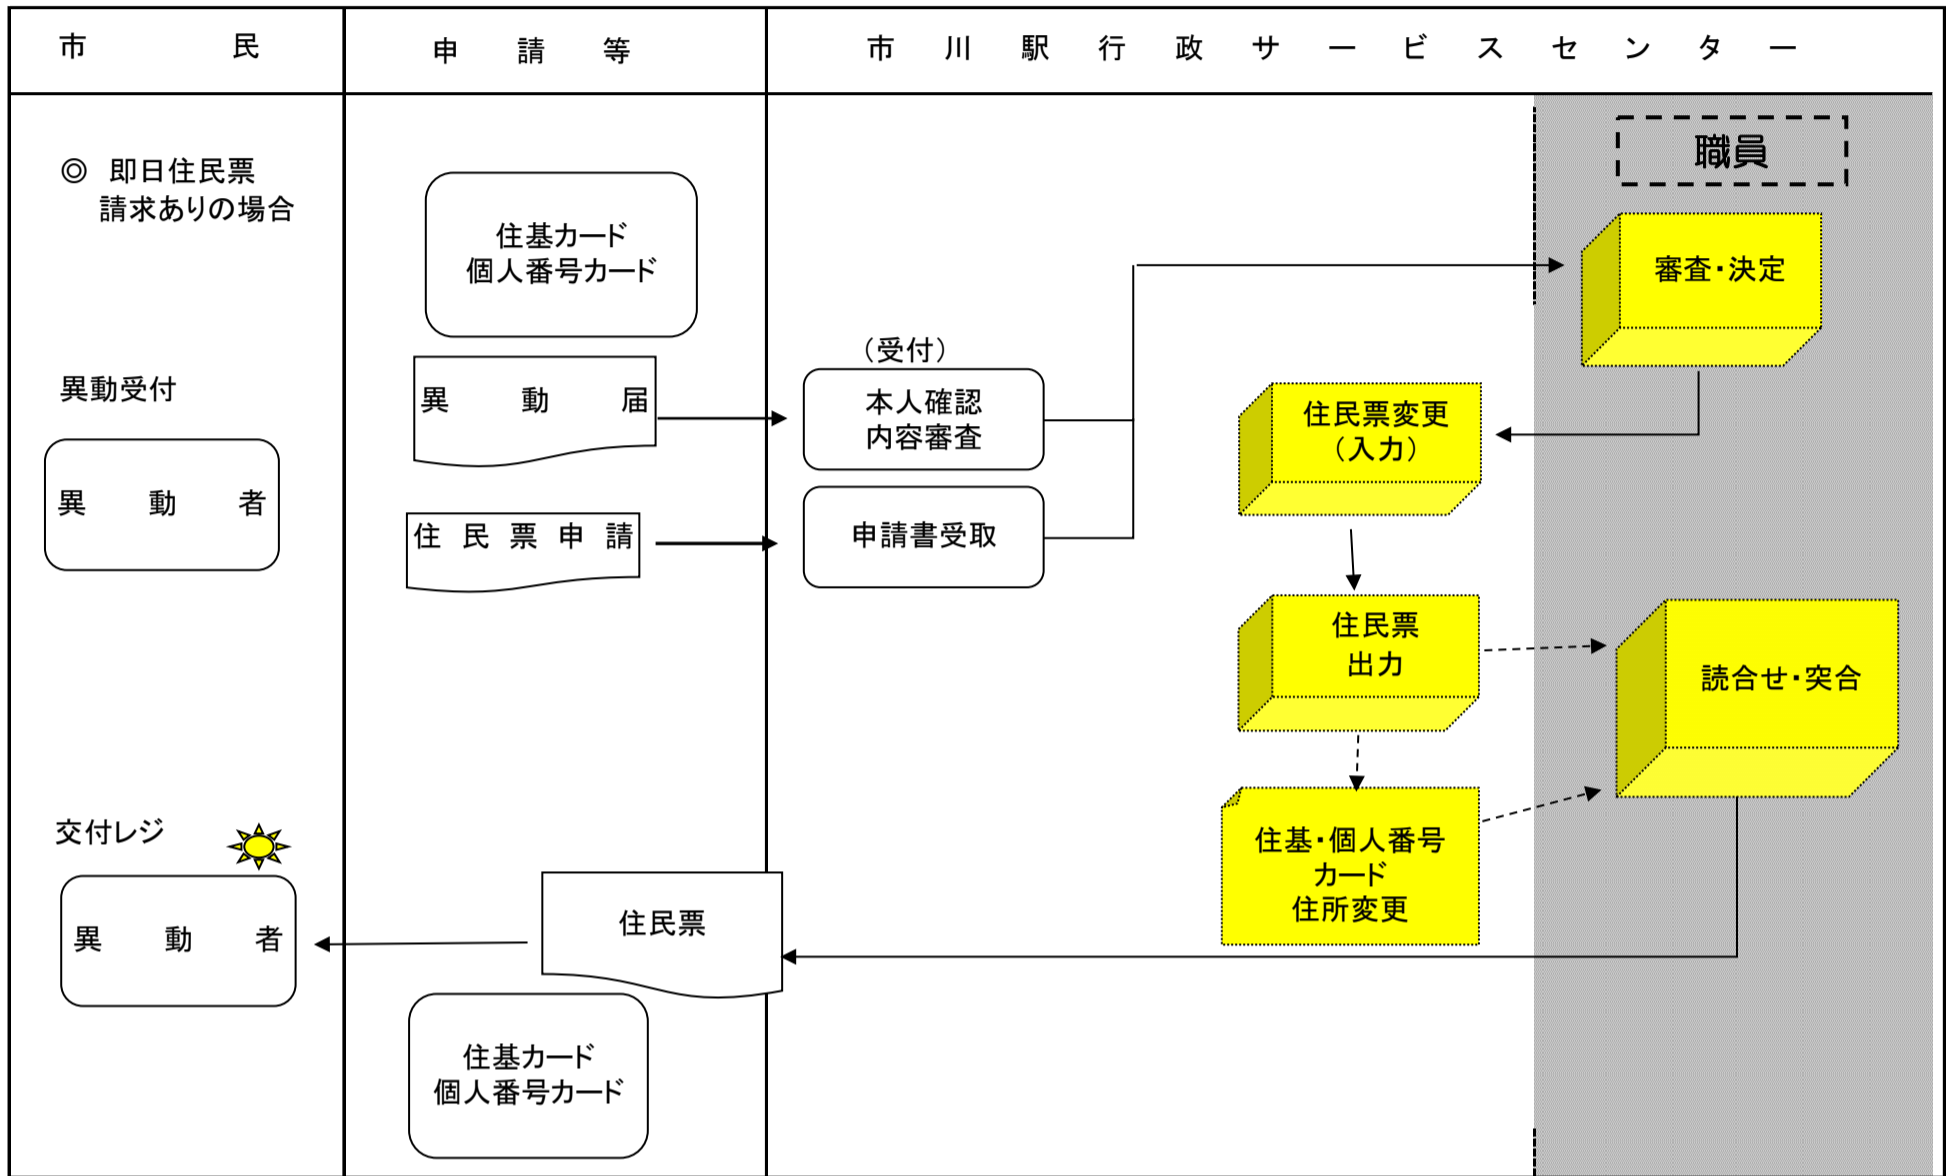 市民
申請等
市川駅行政サービスセンター
◎ 即日住民票
請求ありの場合
職員
住基カード
個人番号カード
審査・決定
(受付)
異動受付
異動届
本人確認
内容審査
住民票変更
(入力)
異動者
住民票申請
申請書受取
住民票
出力
読合せ・突合
交付レジ
住基・個人番号
カード
住所変更
異動者
住民票
住基カード
個人番号カード